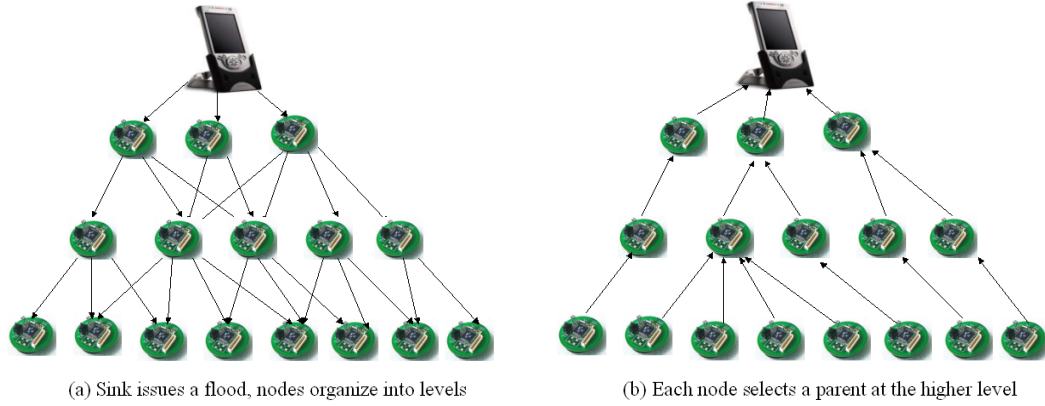 (a) Sink issues a flood, nodes organize into levels
(b) Each node selects a parent at the higher level